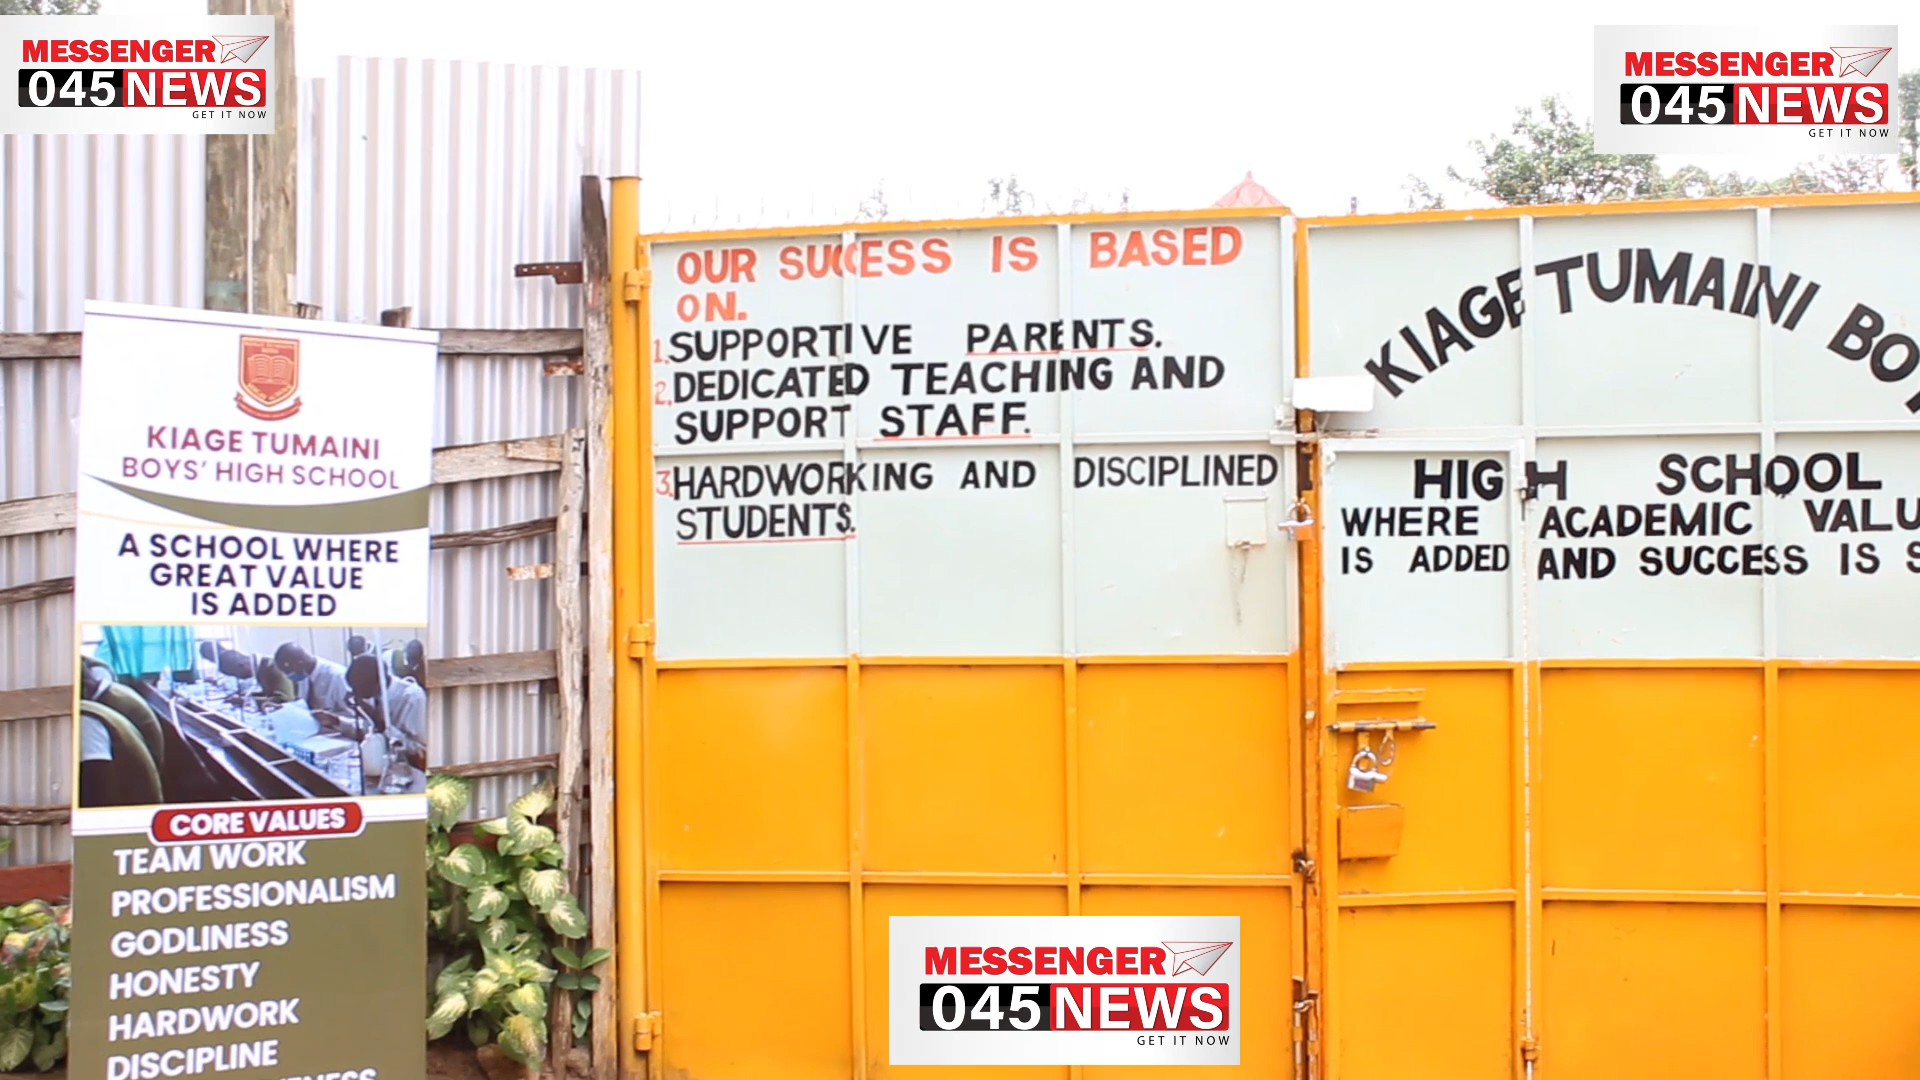 MESSENGER
045 NEWS
GET IT NOW
MESSENGER
045 NEWS
GET IT NOW
KIAGE TUMAINI
BOYS' HIGH SCHOOL
A SCHOOL WHERE
GREAT VALUE
IS ADDED
CORE VALUES
TEAM WORK
PROFESSIONALISM
GODLINESS
HONESTY
HARDWORK
DISCIPLINE
OUR SUCCESS IS BASED
ON.
1. SUPPORTIVE PARENTS.
2. DEDICATED TEACHING AND
SUPPORT STAFF.
3. HARDWORKING AND DISCIPLINED
STUDENTS.
KIAGE TUMAINI BOY
HIGH SCHOOL
WHERE ACADEMIC VALU
IS ADDED AND SUCCESS IS S
MESSENGER
045 NEWS
GET IT NOW